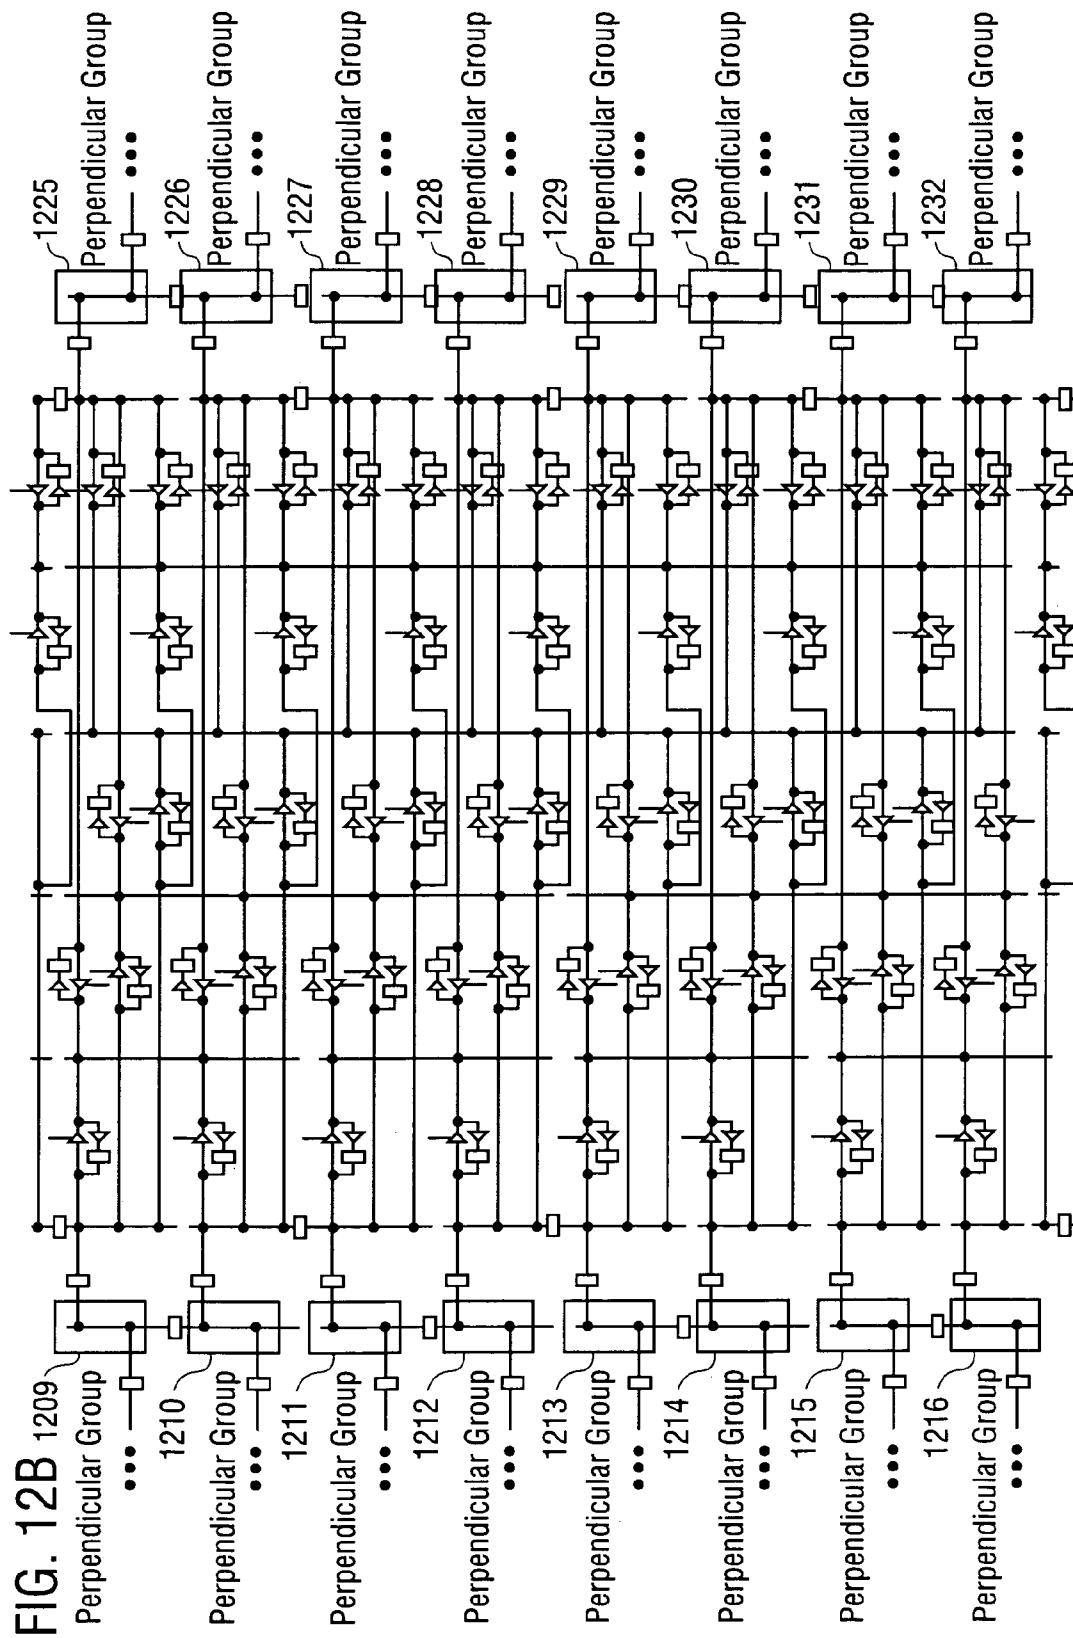 FIG. 12B
1225
Perpendicular Group
1226
Perpendicular Group
1227
Perpendicular Group
1228
Perpendicular Group
1229
Perpendicular Group
1230
Perpendicular Group
1231
Perpendicular Group
1232
Perpendicular Group
1209
Perpendicular Group
1210
Perpendicular Group
1211
Perpendicular Group
1212
Perpendicular Group
1213
Perpendicular Group
1214
Perpendicular Group
1215
Perpendicular Group
1216
Perpendicular Group